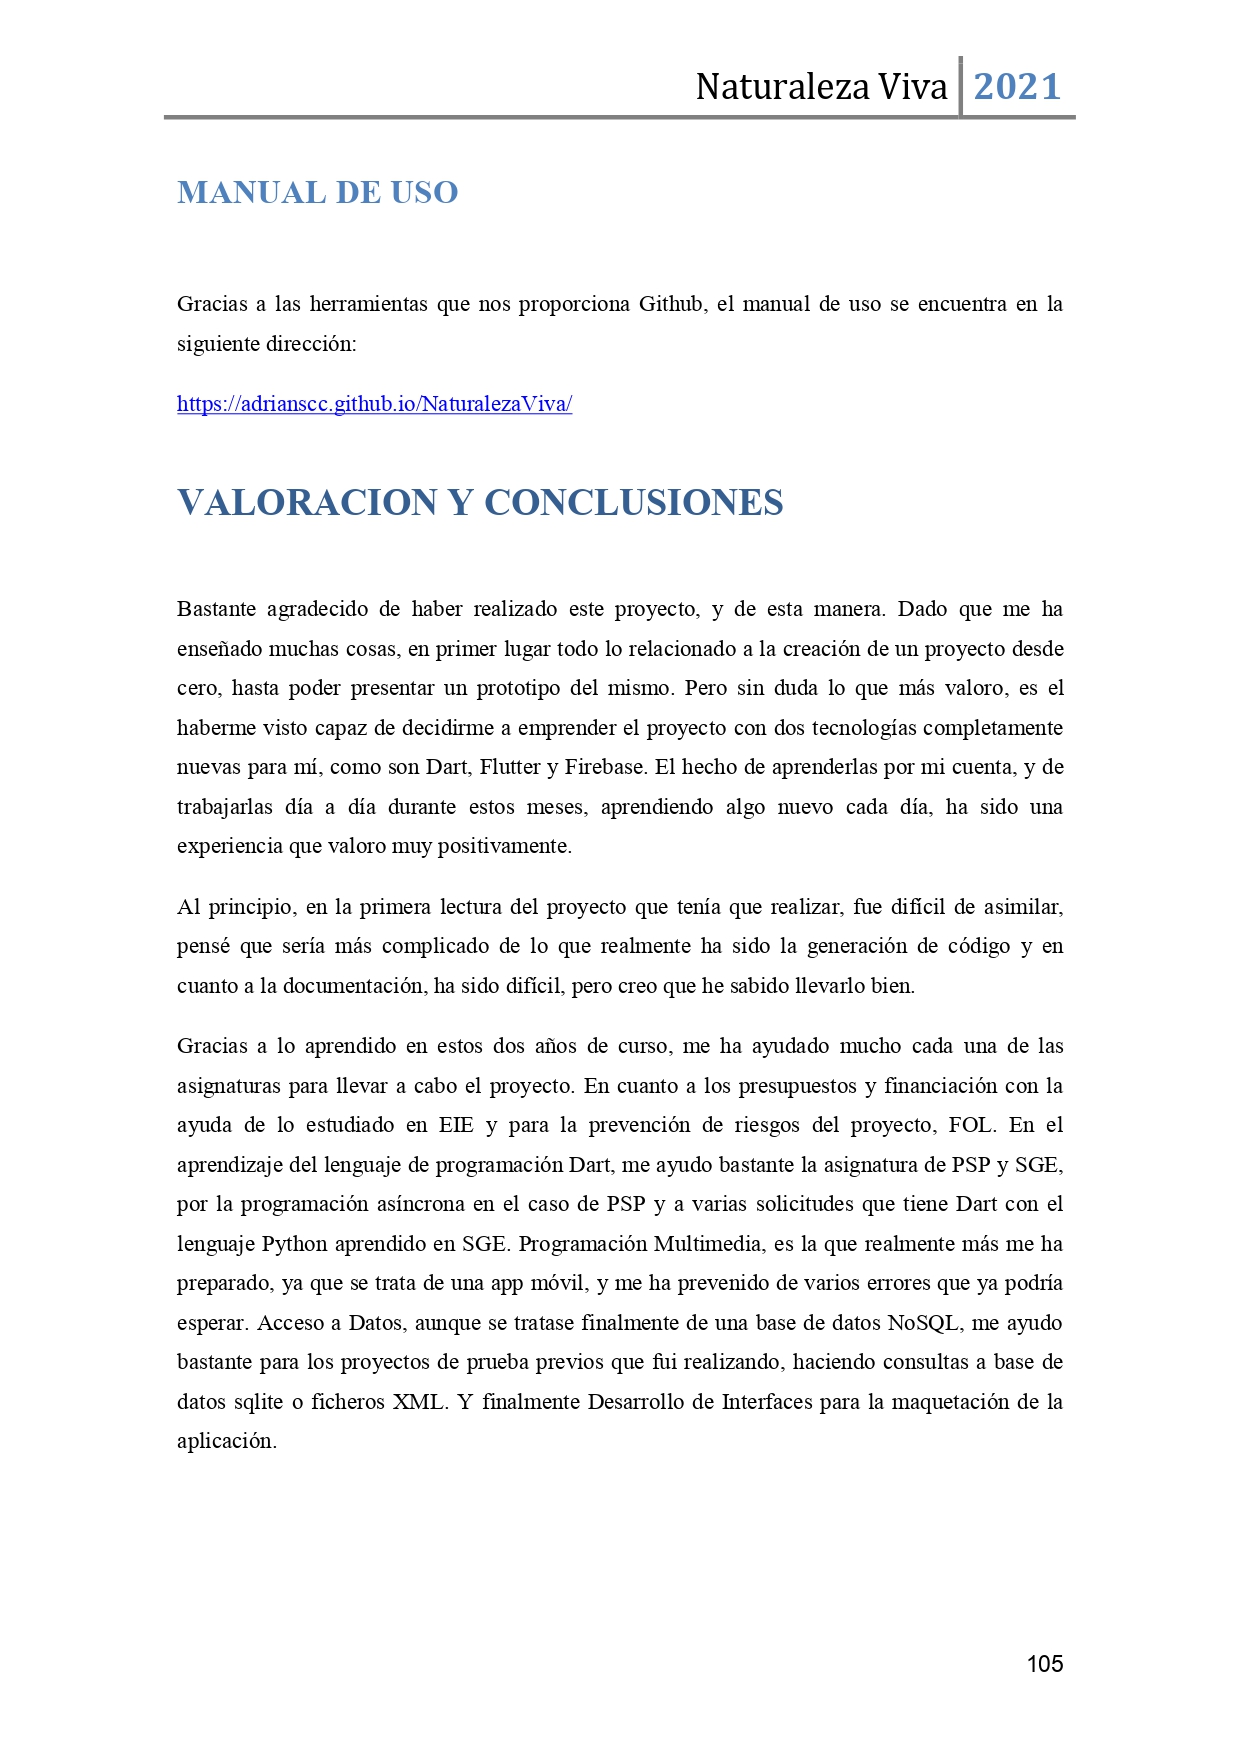 Naturaleza Viva 2021
MANUAL DE USO
Gracias a las herramientas que nos proporciona Github, el manual de uso se encuentra en la
siguiente dirección:
https://adrianscc.github.io/NaturalezaViva/
VALORACION Y CONCLUSIONES
Bastante agradecido de haber realizado este proyecto, y de esta manera. Dado que me ha
enseñado muchas cosas, en primer lugar todo lo relacionado a la creación de un proyecto desde
cero, hasta poder presentar un prototipo del mismo. Pero sin duda lo que más valoro, es el
haberme visto capaz de decidirme a emprender el proyecto con dos tecnologías completamente
nuevas para mí, como son Dart, Flutter y Firebase. El hecho de aprenderlas por mi cuenta, y de
trabajarlas día a día durante estos meses, aprendiendo algo nuevo cada día, ha sido una
experiencia que valoro muy positivamente.
Al principio, en la primera lectura del proyecto que tenía que realizar, fue difícil de asimilar,
pensé que sería más complicado de lo que realmente ha sido la generación de código y en
cuanto a la documentación, ha sido difícil, pero creo que he sabido llevarlo bien.
Gracias a lo aprendido en estos dos años de curso, me ha ayudado mucho cada una de las
asignaturas para llevar a cabo el proyecto. En cuanto a los presupuestos y financiación con la
ayuda de lo estudiado en EIE y para la prevención de riesgos del proyecto, FOL. En el
aprendizaje del lenguaje de programación Dart, me ayudo bastante la asignatura de PSP y SGE,
por la programación asíncrona en el caso de PSP y a varias solicitudes que tiene Dart con el
lenguaje Python aprendido en SGE. Programación Multimedia, es la que realmente más me ha
preparado, ya que se trata de una app móvil, y me ha prevenido de varios errores que ya podría
esperar. Acceso a Datos, aunque se tratase finalmente de una base de datos NoSQL, me ayudo
bastante para los proyectos de prueba previos que fui realizando, haciendo consultas a base de
datos sqlite o ficheros XML. Y finalmente Desarrollo de Interfaces para la maquetación de la
aplicación.
105